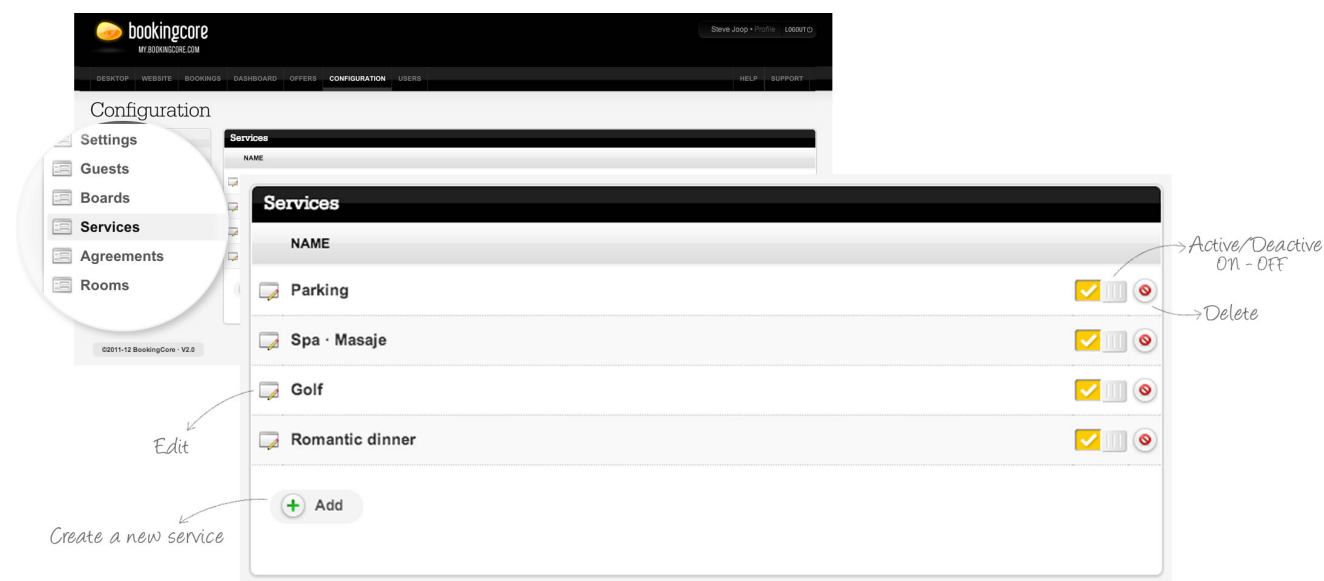 bookingcore
MY.BOOKINGCORE.COM
Steve Joop • Profile LOGOUT
DESKTOP WEBSITE BOOKINGS DASHBOARD OFFERS CONFIGURATION USERS HELP SUPPORT
Configuration
Settings
Guests
Boards
Services
Agreements
Rooms
©2011-12 BookingCore · V2.0
Services
NAME
Services
NAME
Parking
Spa · Masaje
Golf
Romantic dinner
Add
Active/Deactive
ON - OFF
Delete
Edit
Create a new service